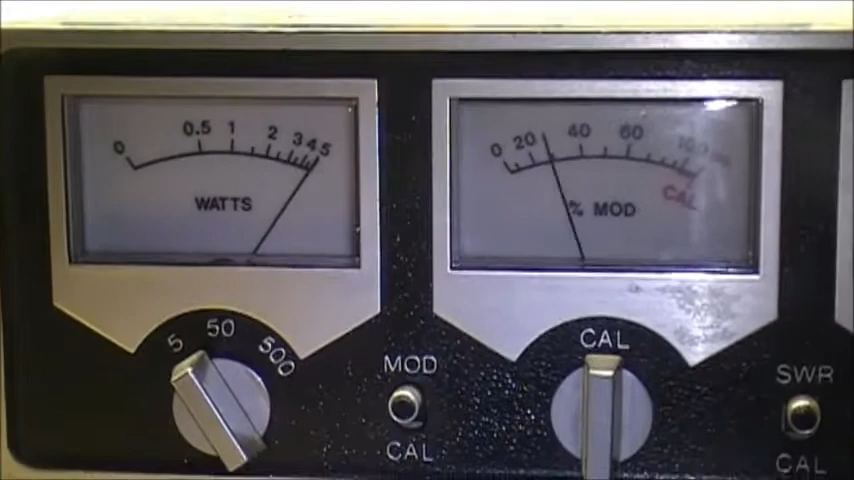 0 0.5 1 2 3 4 5
WATTS
5 50 500
MOD
CAL
0 20 40 60
CAL
% MOD
CAL
SWR
CAL